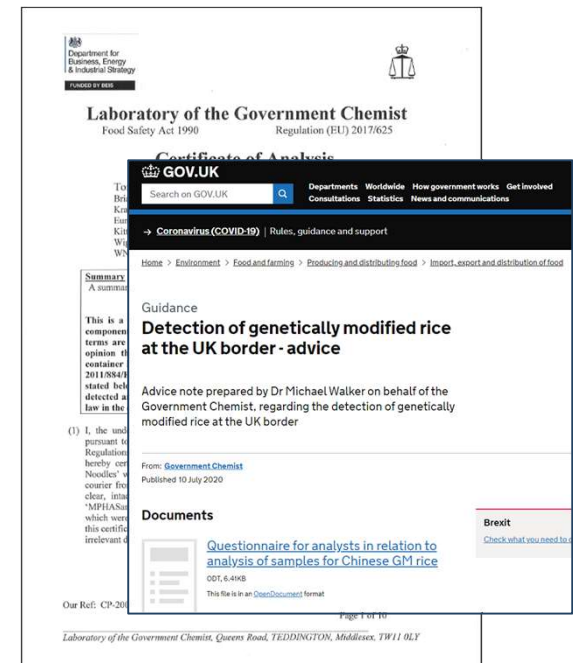 Department for
Business, Energy
& Industrial Strategy
FUNDED BY BEIS
Laboratory of the Government Chemist
Food Safety Act 1990 Regulation (EU) 2017/625
Certificate of Analysis
To
Summary
A summar
This is a
componen
terms are
opinion th
container
2011/884/
stated bel
detected a
law in the
(1) I, the und
pursuant to
Regulation
hereby cer
Noodles' w
courier fro
clear, inta
'MPHASa
which were
this certific
irrelevant d
Our Ref: CP-200
Page 1 of 10
Laboratory of the Government Chemist, Queens Road, TEDDINGTON, Middlesex, TW11 0LY
GOV.UK
Search on GOV.UK
Departments Worldwide How government works Get involved
Consultations Statistics News and communications
→ Coronavirus (COVID-19) | Rules, guidance and support
Home > Environment > Food and farming > Producing and distributing food > Import, export and distribution of food
Guidance
Detection of genetically modified rice
at the UK border - advice
Advice note prepared by Dr Michael Walker on behalf of the
Government Chemist, regarding the detection of genetically
modified rice at the UK border
From: Government Chemist
Published 10 July 2020
Documents
Questionnaire for analysts in relation to
analysis of samples for Chinese GM rice
ODT, 6.41KB
This file is in an OpenDocument format
Brexit
Check what you need to